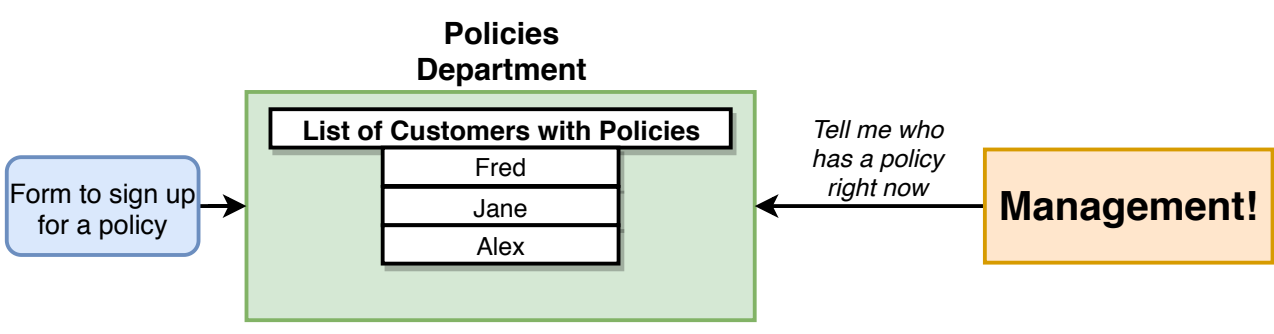 Policies
Department
List of Customers with Policies
Fred
Jane
Alex
Form to sign up
for a policy
Tell me who
has a policy
right now
Management!